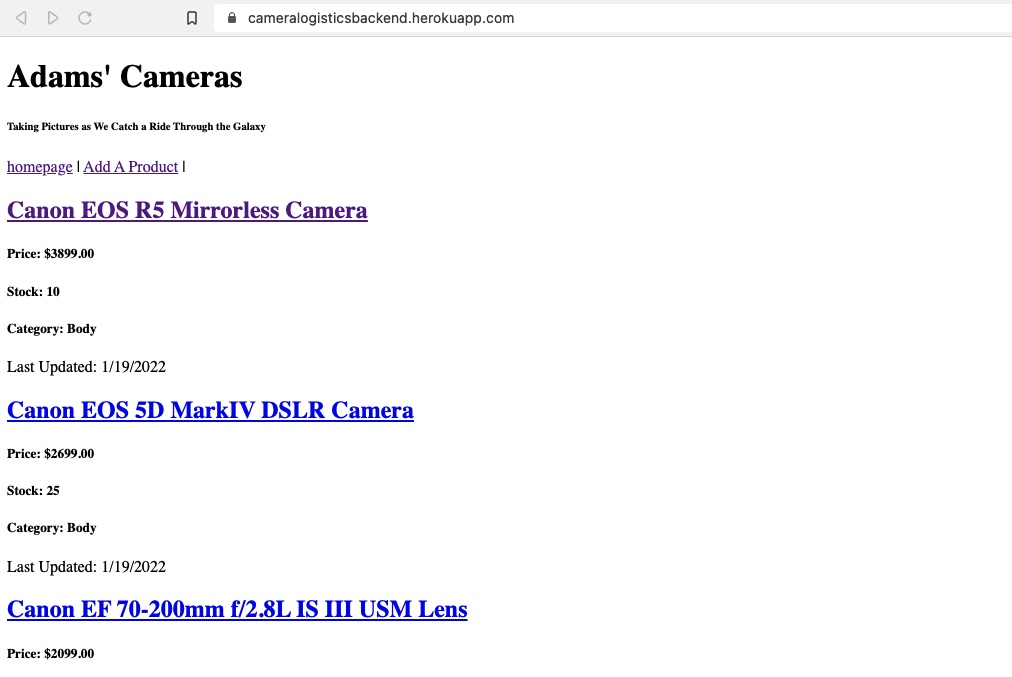 cameralogisticsbackend.herokuapp.com
Adams' Cameras
Taking Pictures as We Catch a Ride Through the Galaxy
homepage | Add A Product |
Canon EOS R5 Mirrorless Camera
Price: $3899.00
Stock: 10
Category: Body
Last Updated: 1/19/2022
Canon EOS 5D MarkIV DSLR Camera
Price: $2699.00
Stock: 25
Category: Body
Last Updated: 1/19/2022
Canon EF 70-200mm f/2.8L IS III USM Lens
Price: $2099.00